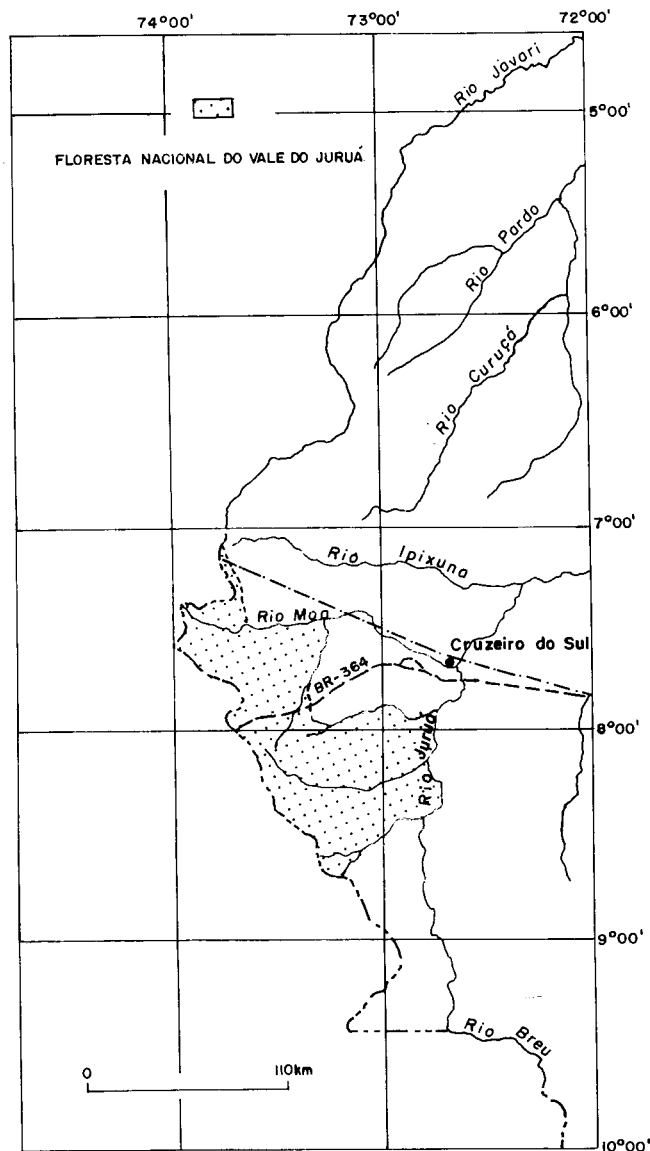 74°00'
73°00'
72°00'
Rio Javari
5°00'
FLORESTA NACIONAL DO VALE DO JURUÁ
Rio Pardo
6°00'
Rio Curuçá
7°00'
Rio Ipixuna
Rio Moa
Cruzeiro do Sul
BR-364
8°00'
Rio Juruá
9°00'
Rio Breu
0 110km
10°00'